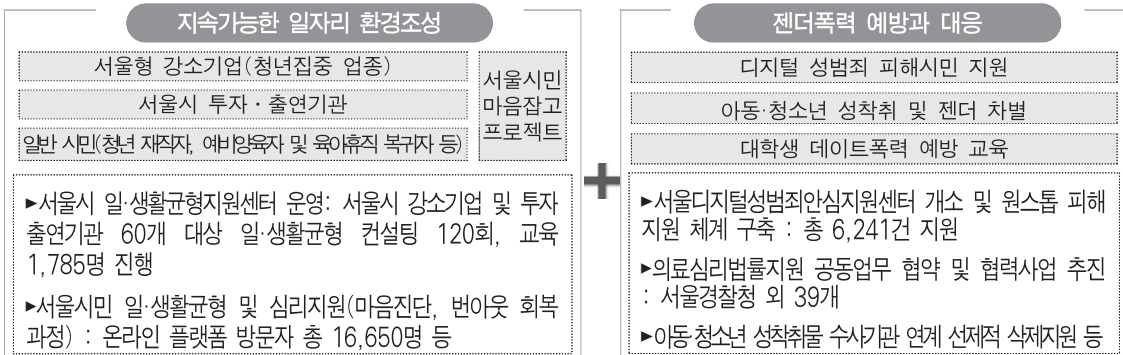 지속가능한 일자리 환경조성
서울형 강소기업(청년집중 업종)
서울시 투자・출연기관
일반 시민(청년 재직자, 예비양육자 및 육아휴직 복귀자 등)
서울시민
마음잡고
프로젝트
►서울시 일·생활균형지원센터 운영: 서울시 강소기업 및 투자
출연기관 60개 대상 일·생활균형 컨설팅 120회, 교육
1,785명 진행
►서울시민 일·생활균형 및 심리지원(마음진단, 번아웃 회복
과정) : 온라인 플랫폼 방문자 총 16,650명 등
+
젠더폭력 예방과 대응
디지털 성범죄 피해시민 지원
아동·청소년 성착취 및 젠더 차별
대학생 데이트폭력 예방 교육
►서울디지털성범죄안심지원센터 개소 및 원스톱 피해
지원 체계 구축 : 총 6,241건 지원
►의료심리법률지원 공동업무 협약 및 협력사업 추진
: 서울경찰청 외 39개
►아동·청소년 성착취물 수사기관 연계 선제적 삭제지원 등